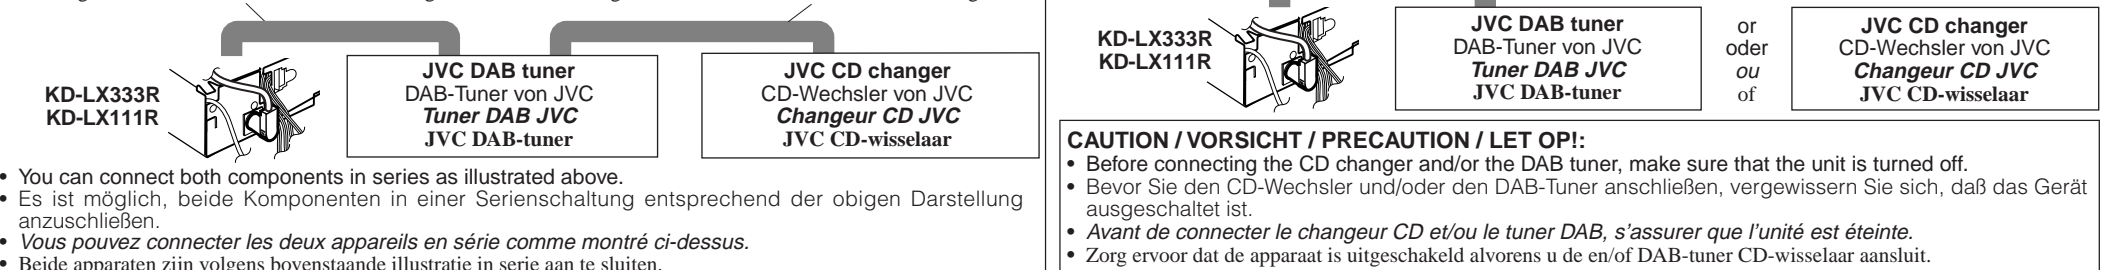 KD-LX333R
KD-LX111R
JVC DAB tuner
DAB-Tuner von JVC
Tuner DAB JVC
JVC DAB-tuner
JVC CD changer
CD-Wechsler von JVC
Changeur CD JVC
JVC CD-wisselaar
• You can connect both components in series as illustrated above.
• Es ist möglich, beide Komponenten in einer Serienschaltung entsprechend der obigen Darstellung
anzuschließen.
• Vous pouvez connecter les deux appareils en série comme montré ci-dessus.
• Beide apparaten zijn volgens bovenstaande illustratie in serie aan te sluiten.
KD-LX333R
KD-LX111R
JVC DAB tuner
DAB-Tuner von JVC
Tuner DAB JVC
JVC DAB-tuner
or
oder
ou
of
JVC CD changer
CD-Wechsler von JVC
Changeur CD JVC
JVC CD-wisselaar
CAUTION / VORSICHT / PRECAUTION / LET OP!:
• Before connecting the CD changer and/or the DAB tuner, make sure that the unit is turned off.
• Bevor Sie den CD-Wechsler und/oder den DAB-Tuner anschließen, vergewissern Sie sich, daß das Gerät
ausgeschaltet ist.
• Avant de connecter le changeur CD et/ou le tuner DAB, s'assurer que l'unité est éteinte.
• Zorg ervoor dat de apparaat is uitgeschakeld alvorens u de en/of DAB-tuner CD-wisselaar aansluit.